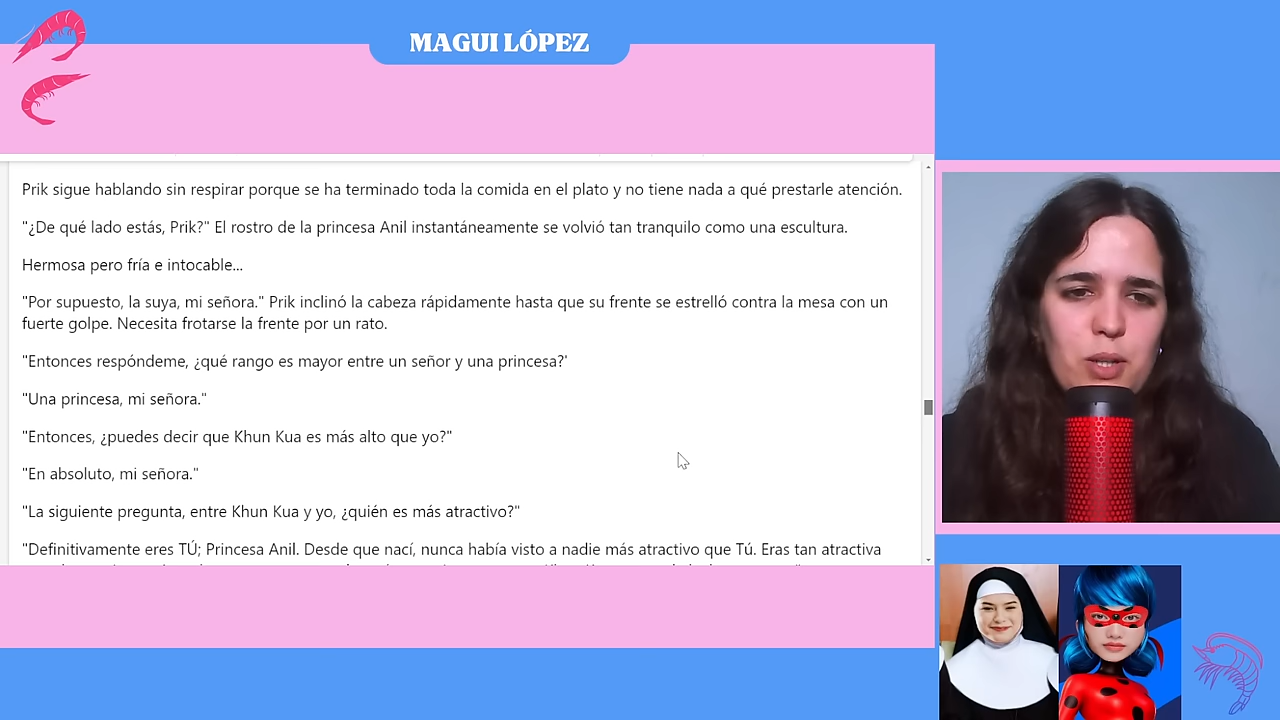 MAGUI LÓPEZ
Prik sigue hablando sin respirar porque se ha terminado toda la comida en el plato y no tiene nada a qué prestarle atención.
"¿De qué lado estás, Prik?" El rostro de la princesa Anil instantáneamente se volvió tan tranquilo como una escultura.
Hermosa pero fría e intocable...
"Por supuesto, la suya, mi señora." Prik inclinó la cabeza rápidamente hasta que su frente se estrelló contra la mesa con un
fuerte golpe. Necesita frotarse la frente por un rato.
"Entonces respóndeme, ¿qué rango es mayor entre un señor y una princesa?'
"Una princesa, mi señora."
"Entonces, ¿puedes decir que Khun Kua es más alto que yo?"
"En absoluto, mi señora."
"La siguiente pregunta, entre Khun Kua y yo, ¿quién es más atractivo?"
"Definitivamente eres TÚ; Princesa Anil. Desde que nací, nunca había visto a nadie más atractivo que Tú. Eras tan atractiva